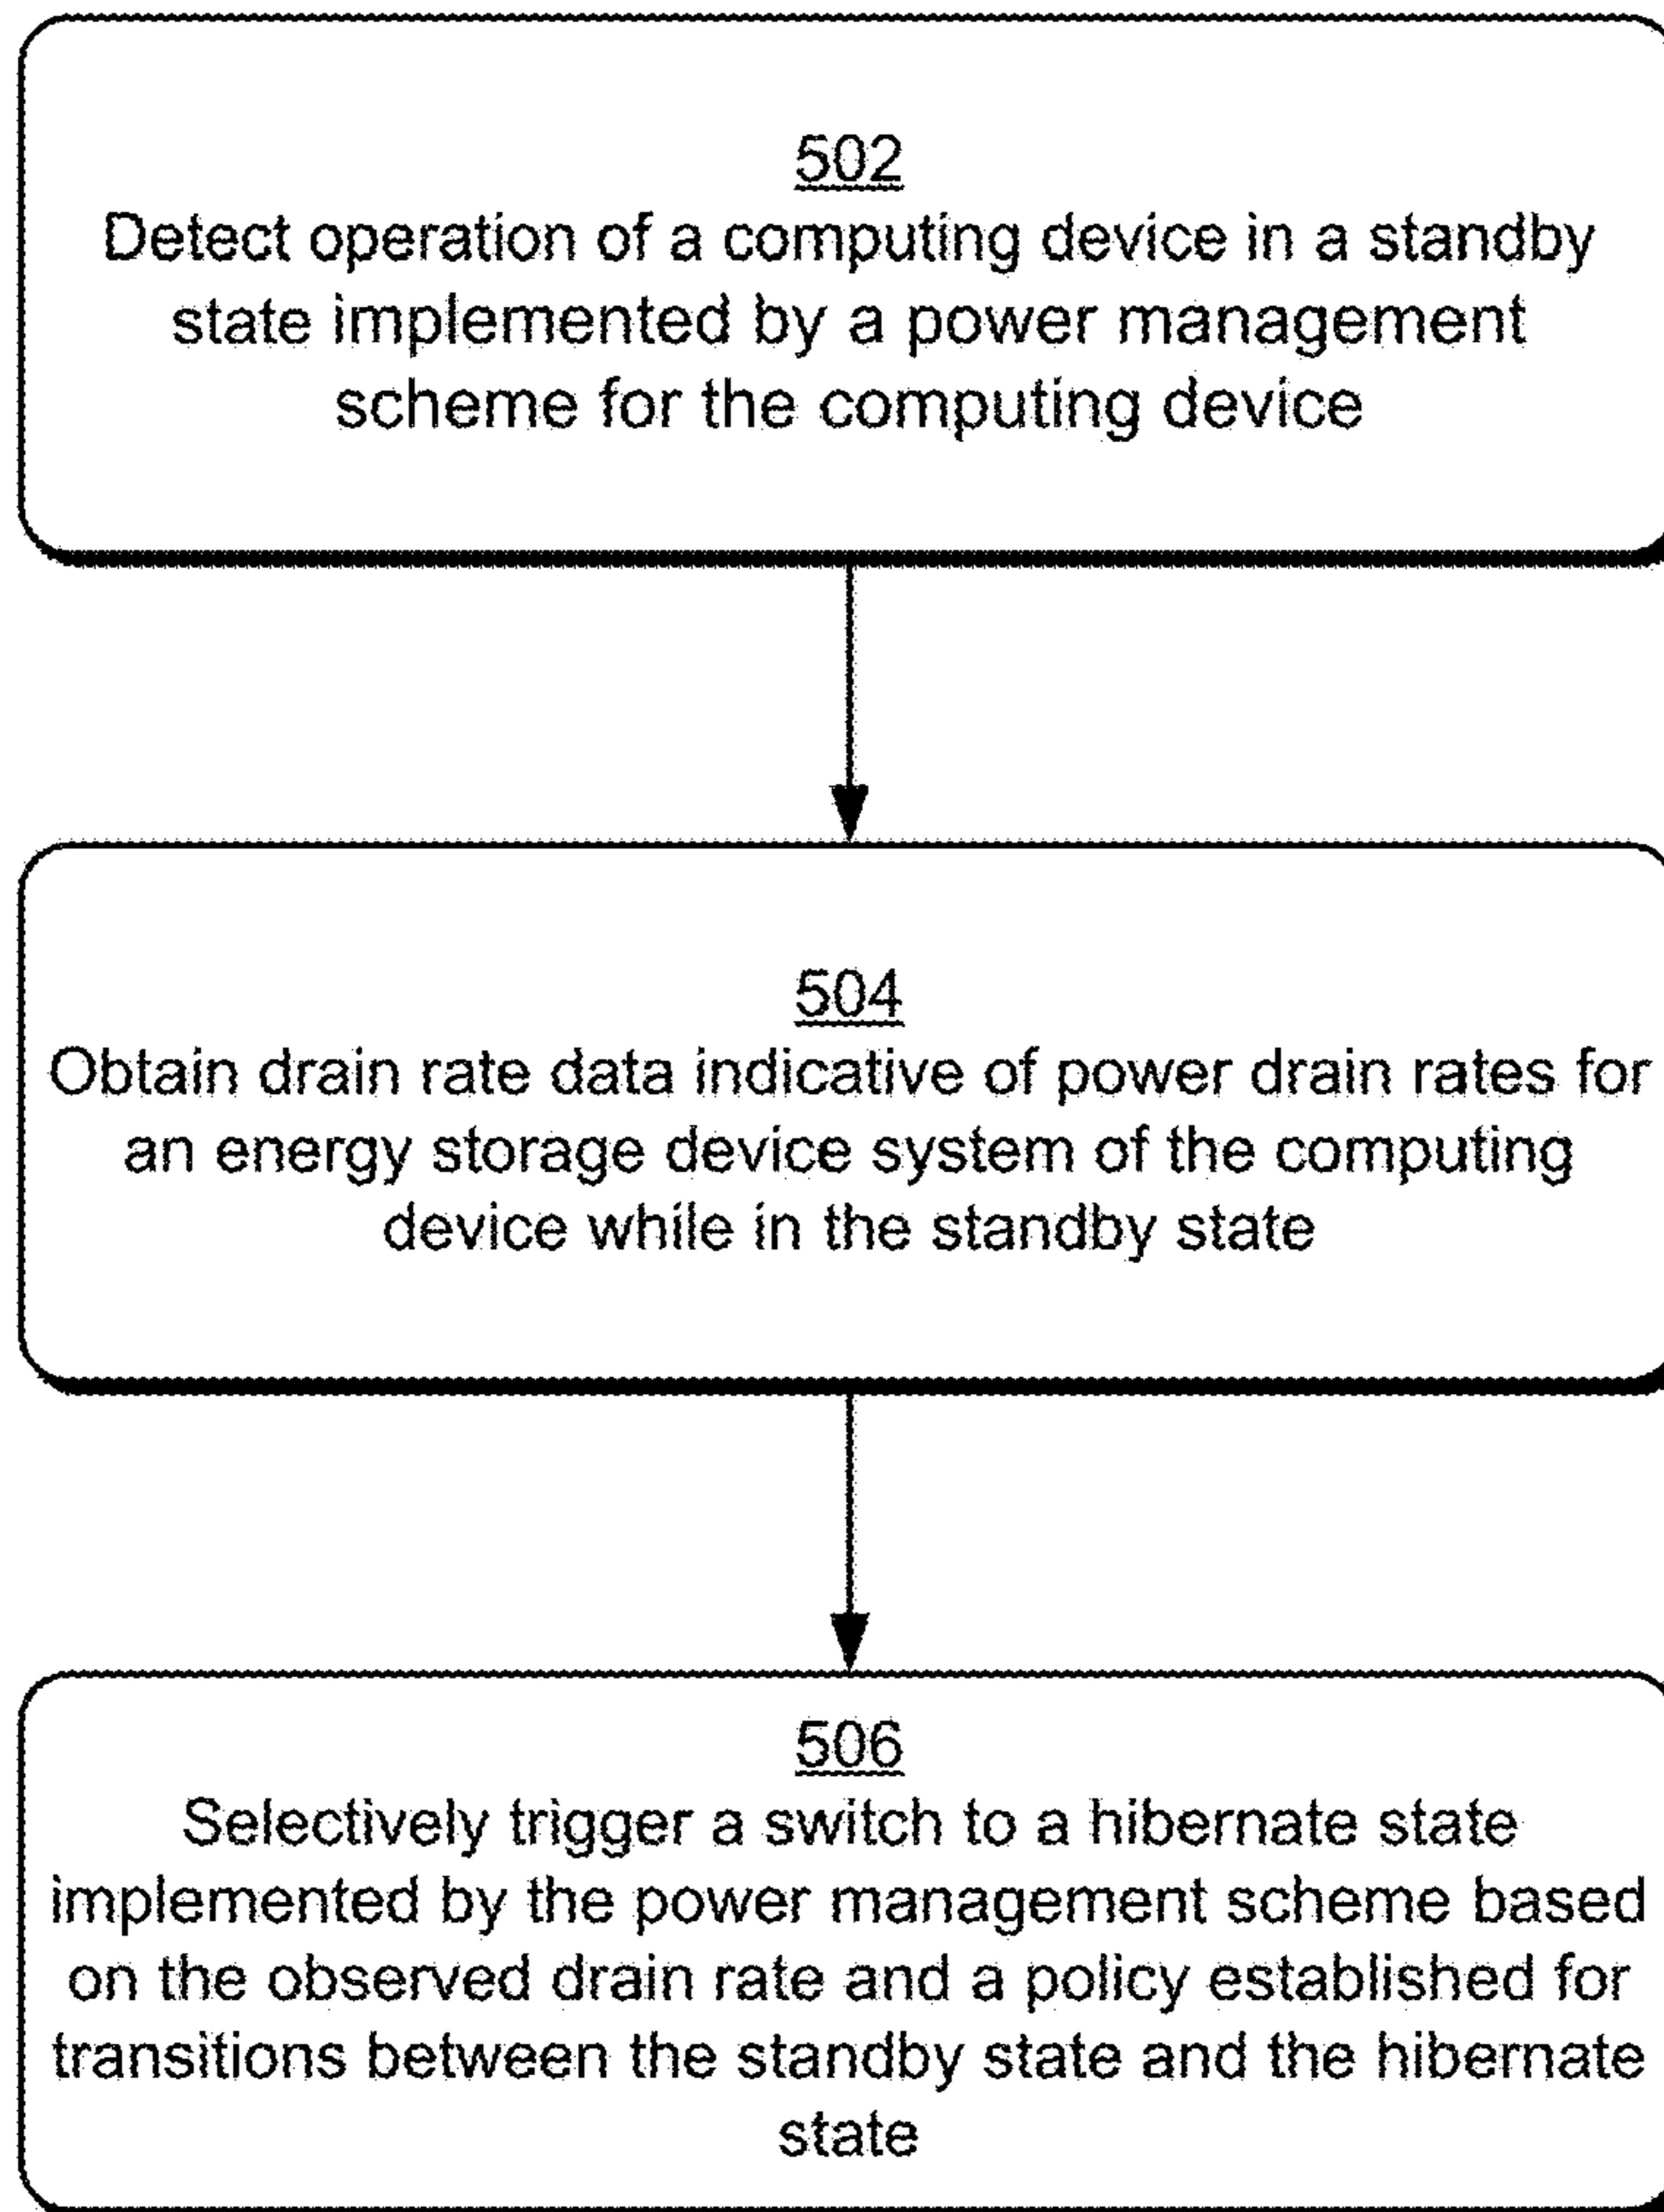 502
Detect operation of a computing device in a standby
state implemented by a power management
scheme for the computing device
504
Obtain drain rate data indicative of power drain rates for
an energy storage device system of the computing
device while in the standby state
506
Selectively trigger a switch to a hibernate state
implemented by the power management scheme based
on the observed drain rate and a policy established for
transitions between the standby state and the hibernate
state